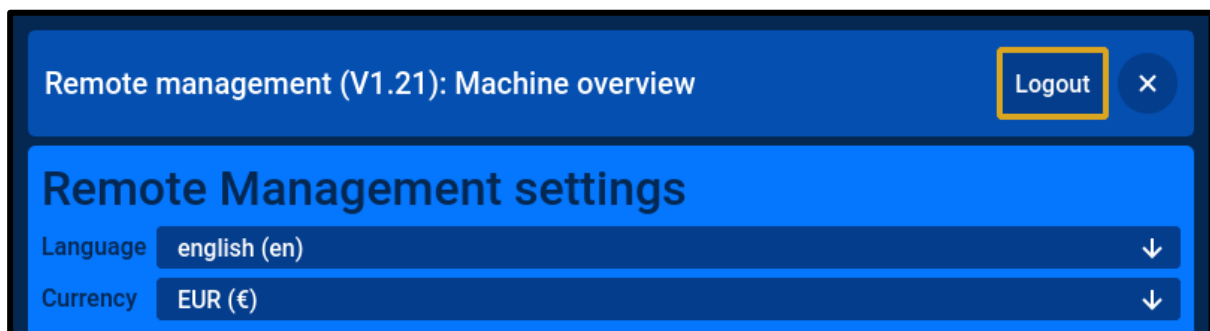 Remote management (V1.21): Machine overview Logout ×
Remote Management settings
Language english (en) ↓
Currency EUR (€) ↓